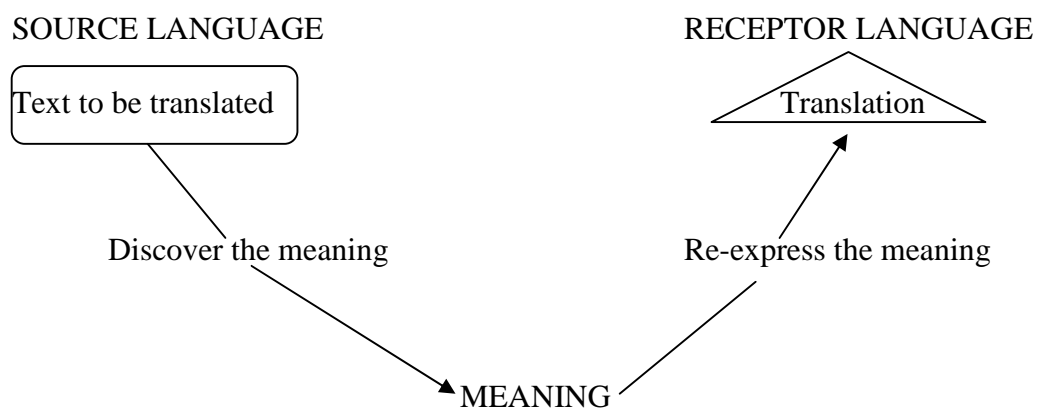 SOURCE LANGUAGE
RECEPTOR LANGUAGE
Text to be translated
Translation
Discover the meaning
Re-express the meaning
MEANING